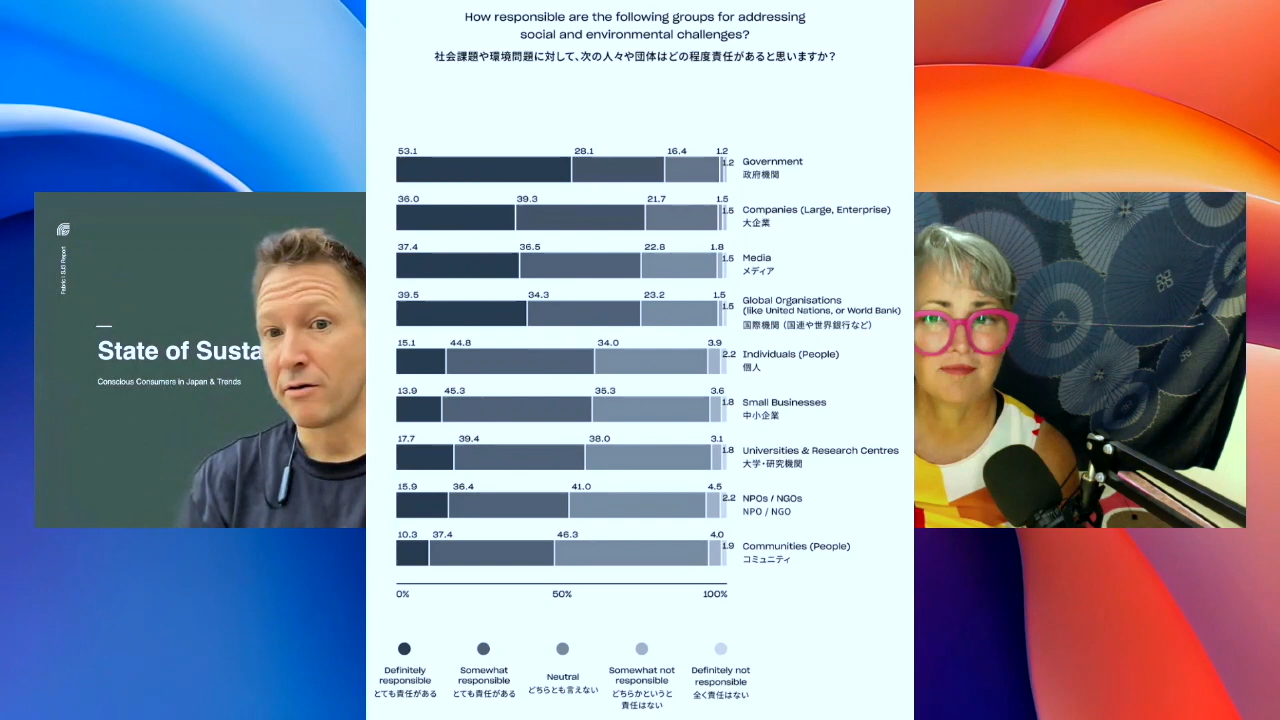 How responsible are the following groups for addressing
social and environmental challenges?
社会課題や環境問題に対して、次の人々や団体はどの程度責任があると思いますか？
Fabric | SJS Report
State of Susta
Conscious Consumers in Japan & Trends
53.1 28.1 16.4 1.2
1.2 Government
政府機関
36.0 39.3 21.7 1.5
1.5 Companies (Large, Enterprise)
大企業
37.4 36.5 22.8 1.8
1.5 Media
メディア
39.5 34.3 23.2 1.5
1.5 Global Organisations
(like United Nations, or World Bank)
国際機関（国連や世界銀行など）
15.1 44.8 34.0 3.9
2.2 Individuals (People)
個人
13.9 45.3 35.3 3.6
1.8 Small Businesses
中小企業
17.7 39.4 38.0 3.1
1.8 Universities & Research Centres
大学・研究機関
15.9 36.4 41.0 4.5
2.2 NPOs / NGOs
NPO / NGO
10.3 37.4 46.3 4.0
1.9 Communities (People)
コミュニティ
0% 50% 100%
Definitely
responsible
とても責任がある
Somewhat
responsible
とても責任がある
Neutral
どちらとも言えない
Somewhat not
responsible
どちらかというと
責任はない
Definitely not
responsible
全く責任はない